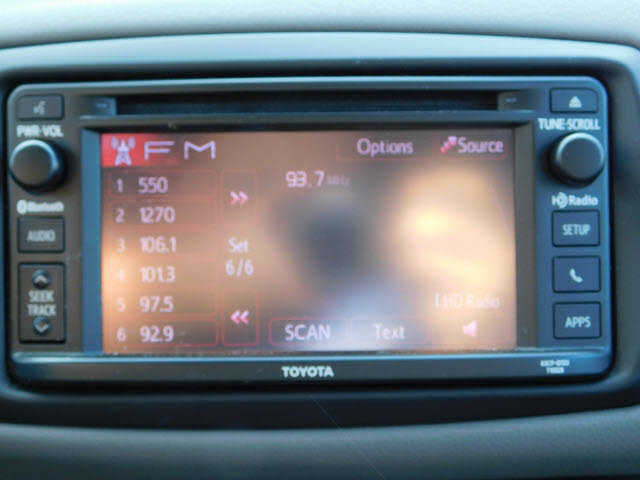 PWR·VOL
TUNE·SCROLL
FM
Options
Source
1 550
93.7 MHz
2 1270
3 106.1
Set
6/6
4 101.3
5 97.5
6 92.9
SCAN
Text
HD Radio
Bluetooth
AUDIO
SEEK
TRACK
HD Radio
SETUP
APPS
TOYOTA